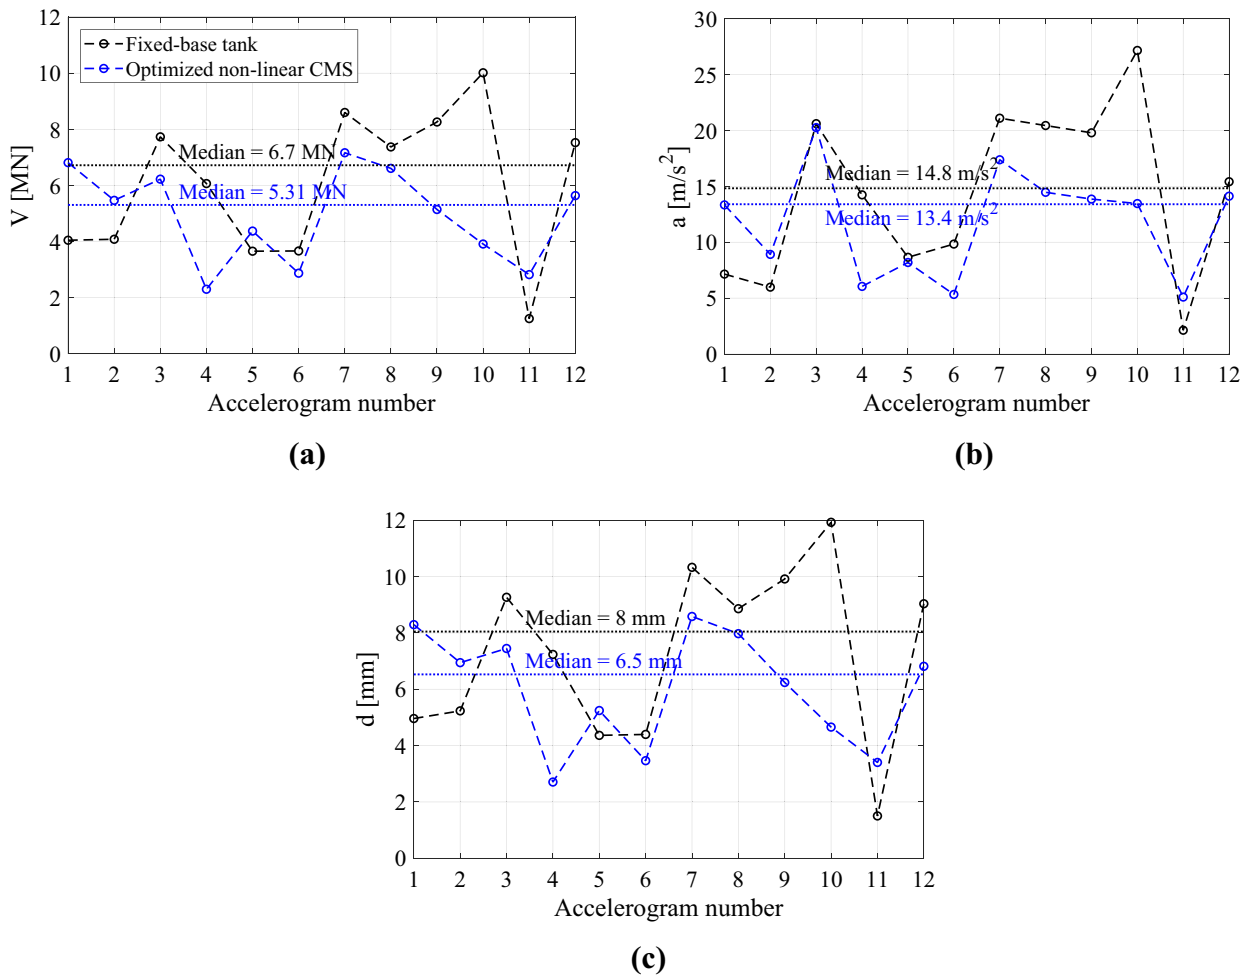 12
10
8
6
4
2
0
V [MN]
Fixed-base tank
Optimized non-linear CMS
Median = 6.7 MN
Median = 5.31 MN
1 2 3 4 5 6 7 8 9 10 11 12
Accelerogram number
(a)
30
25
20
15
10
5
0
a [m/s²]
Median = 14.8 m/s²
Median = 13.4 m/s²
1 2 3 4 5 6 7 8 9 10 11 12
Accelerogram number
(b)
12
10
8
6
4
2
0
d [mm]
Median = 8 mm
Median = 6.5 mm
1 2 3 4 5 6 7 8 9 10 11 12
Accelerogram number
(c)